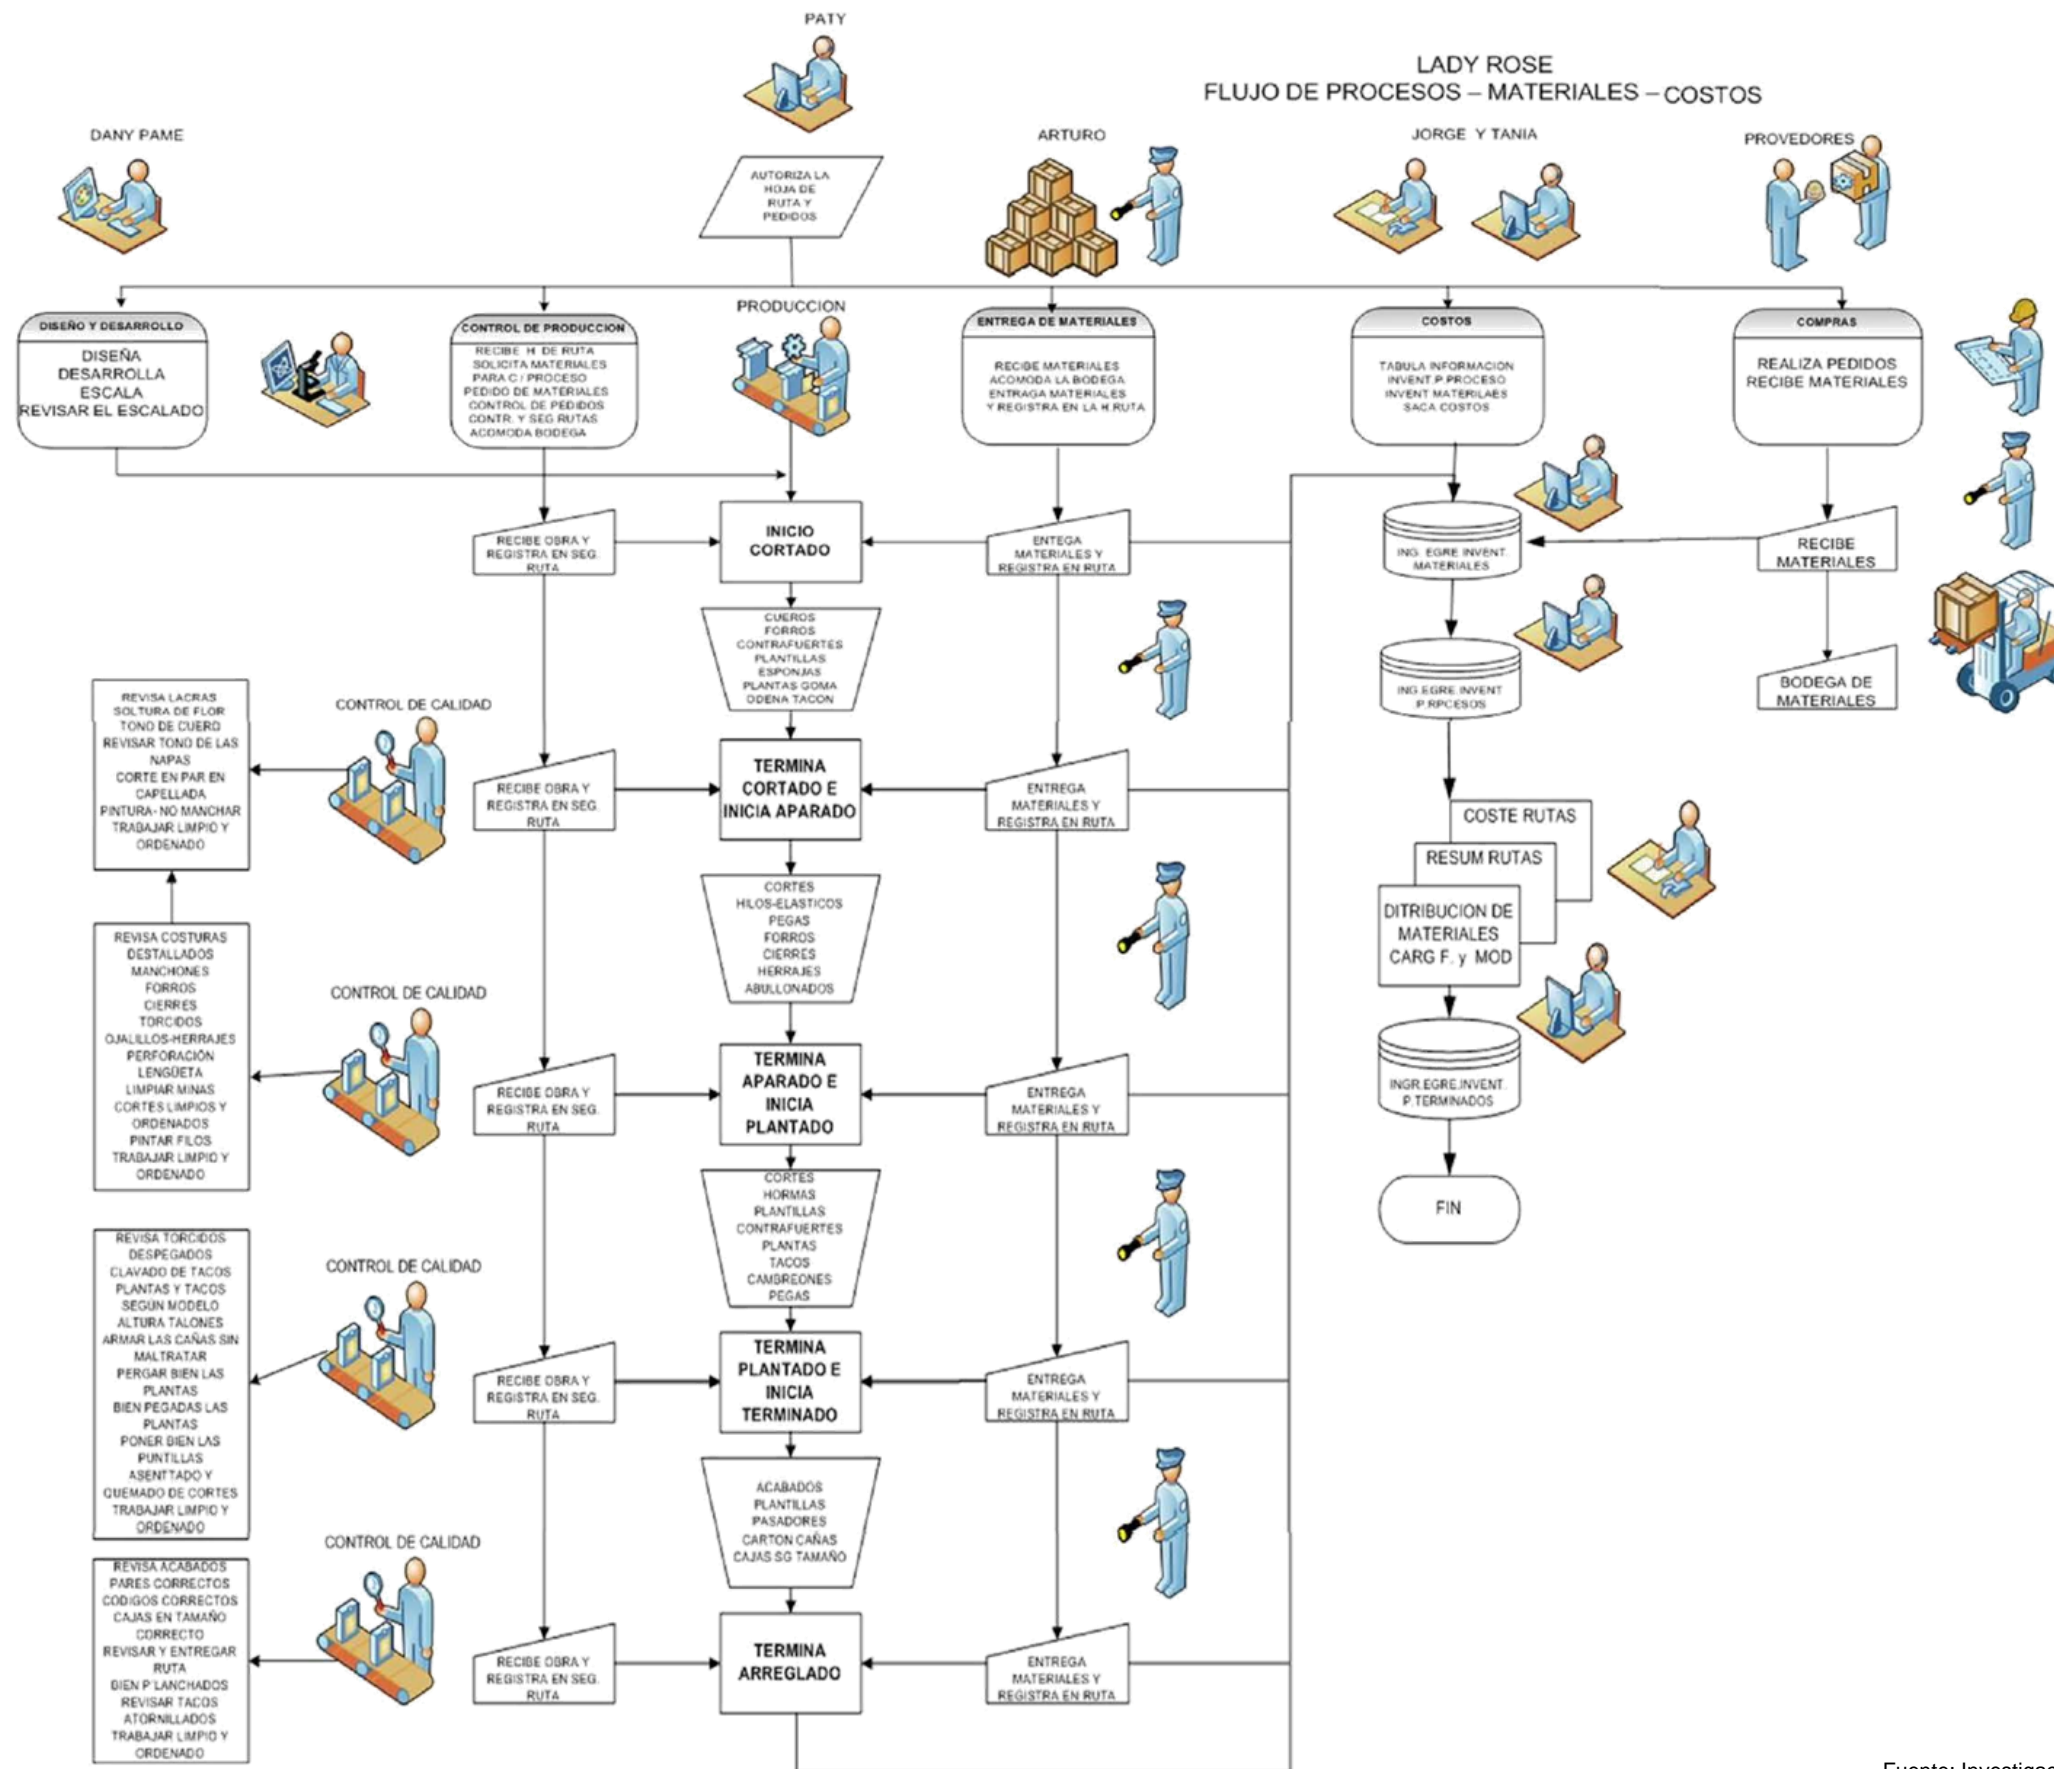 PATY
LADY ROSE
FLUJO DE PROCESOS – MATERIALES – COSTOS
DANY PAME
ARTURO
JORGE Y TANIA
PROVEDORES
AUTORIZA LA
HOJA DE
RUTA Y
PEDIDOS
DISEÑO Y DESARROLLO
DISEÑA
DESARROLLA
ESCALA
REVISAR EL ESCALADO
CONTROL DE PRODUCCION
RECIBE H DE RUTA
SOLICITA MATERIALES
PARA C / PROCESO
PEDIDO DE MATERIALES
CONTROL DE PEDIDOS
CONTR. Y SEG.RUTAS
ACOMODA BODEGA
PRODUCCION
ENTREGA DE MATERIALES
RECIBE MATERIALES
ACOMODA LA BODEGA
ENTRAGA MATERIALES
Y REGISTRA EN LA H.RUTA
COSTOS
TABULA INFORMACION
INVENT.P.PROCESO
INVENT MATERILAES
SACA COSTOS
COMPRAS
REALIZA PEDIDOS
RECIBE MATERIALES
RECIBE OBRA Y
REGISTRA EN SEG.
RUTA
INICIO
CORTADO
ENTEGA
MATERIALES Y
REGISTRA EN RUTA
ING. EGRE INVENT.
MATERIALES
RECIBE
MATERIALES
CUEROS
FORROS
CONTRAFUERTES
PLANTILLAS
ESPONJAS
PLANTAS GOMA
ODENA TACON
ING.EGRE.INVENT
P.RPCESOS
BODEGA DE
MATERIALES
REVISA LACRAS
SOLTURA DE FLOR
TONO DE CUERO
REVISAR TONO DE LAS
NAPAS
CORTE EN PAR EN
CAPELLADA
PINTURA- NO MANCHAR
TRABAJAR LIMPIO Y
ORDENADO
CONTROL DE CALIDAD
RECIBE OBRA Y
REGISTRA EN SEG.
RUTA
TERMINA
CORTADO E
INICIA APARADO
ENTREGA
MATERIALES Y
REGISTRA EN RUTA
COSTE RUTAS
RESUM RUTAS
DITRIBUCION DE
MATERIALES
CARG F. y MOD
CORTES
HILOS-ELASTICOS
PEGAS
FORROS
CIERRES
HERRAJES
ABULLONADOS
REVISA COSTURAS
DESTALLADOS
MANCHONES
FORROS
CIERRES
TORCIDOS
OJALILLOS-HERRAJES
PERFORACIÓN
LENGÜETA
LIMPIAR MINAS
CORTES LIMPIOS Y
ORDENADOS
PINTAR FILOS
TRABAJAR LIMPIO Y
ORDENADO
CONTROL DE CALIDAD
RECIBE OBRA Y
REGISTRA EN SEG.
RUTA
TERMINA
APARADO E
INICIA
PLANTADO
ENTREGA
MATERIALES Y
REGISTRA EN RUTA
INGR.EGRE.INVENT.
P.TERMINADOS
FIN
CORTES
HORMAS
PLANTILLAS
CONTRAFUERTES
PLANTAS
TACOS
CAMBREONES
PEGAS
REVISA TORCIDOS
DESPEGADOS
CLAVADO DE TACOS
PLANTAS Y TACOS
SEGÚN MODELO
ALTURA TALONES
ARMAR LAS CAÑAS SIN
MALTRATAR
PERGAR BIEN LAS
PLANTAS
BIEN PEGADAS LAS
PLANTAS
PONER BIEN LAS
PUNTILLAS
ASENTTADO Y
QUEMADO DE CORTES
TRABAJAR LIMPIO Y
ORDENADO
CONTROL DE CALIDAD
RECIBE OBRA Y
REGISTRA EN SEG.
RUTA
TERMINA
PLANTADO E
INICIA
TERMINADO
ENTREGA
MATERIALES Y
REGISTRA EN RUTA
ACABADOS
PLANTILLAS
PASADORES
CARTON CAÑAS
CAJAS SG TAMAÑO
REVISA ACABADOS
PARES CORRECTOS
CODIGOS CORRECTOS
CAJAS EN TAMAÑO
CORRECTO
REVISAR Y ENTREGAR
RUTA
BIEN P`LANCHADOS
REVISAR TACOS
ATORNILLADOS
TRABAJAR LIMPIO Y
ORDENADO
CONTROL DE CALIDAD
RECIBE OBRA Y
REGISTRA EN SEG.
RUTA
TERMINA
ARREGLADO
ENTREGA
MATERIALES Y
REGISTRA EN RUTA